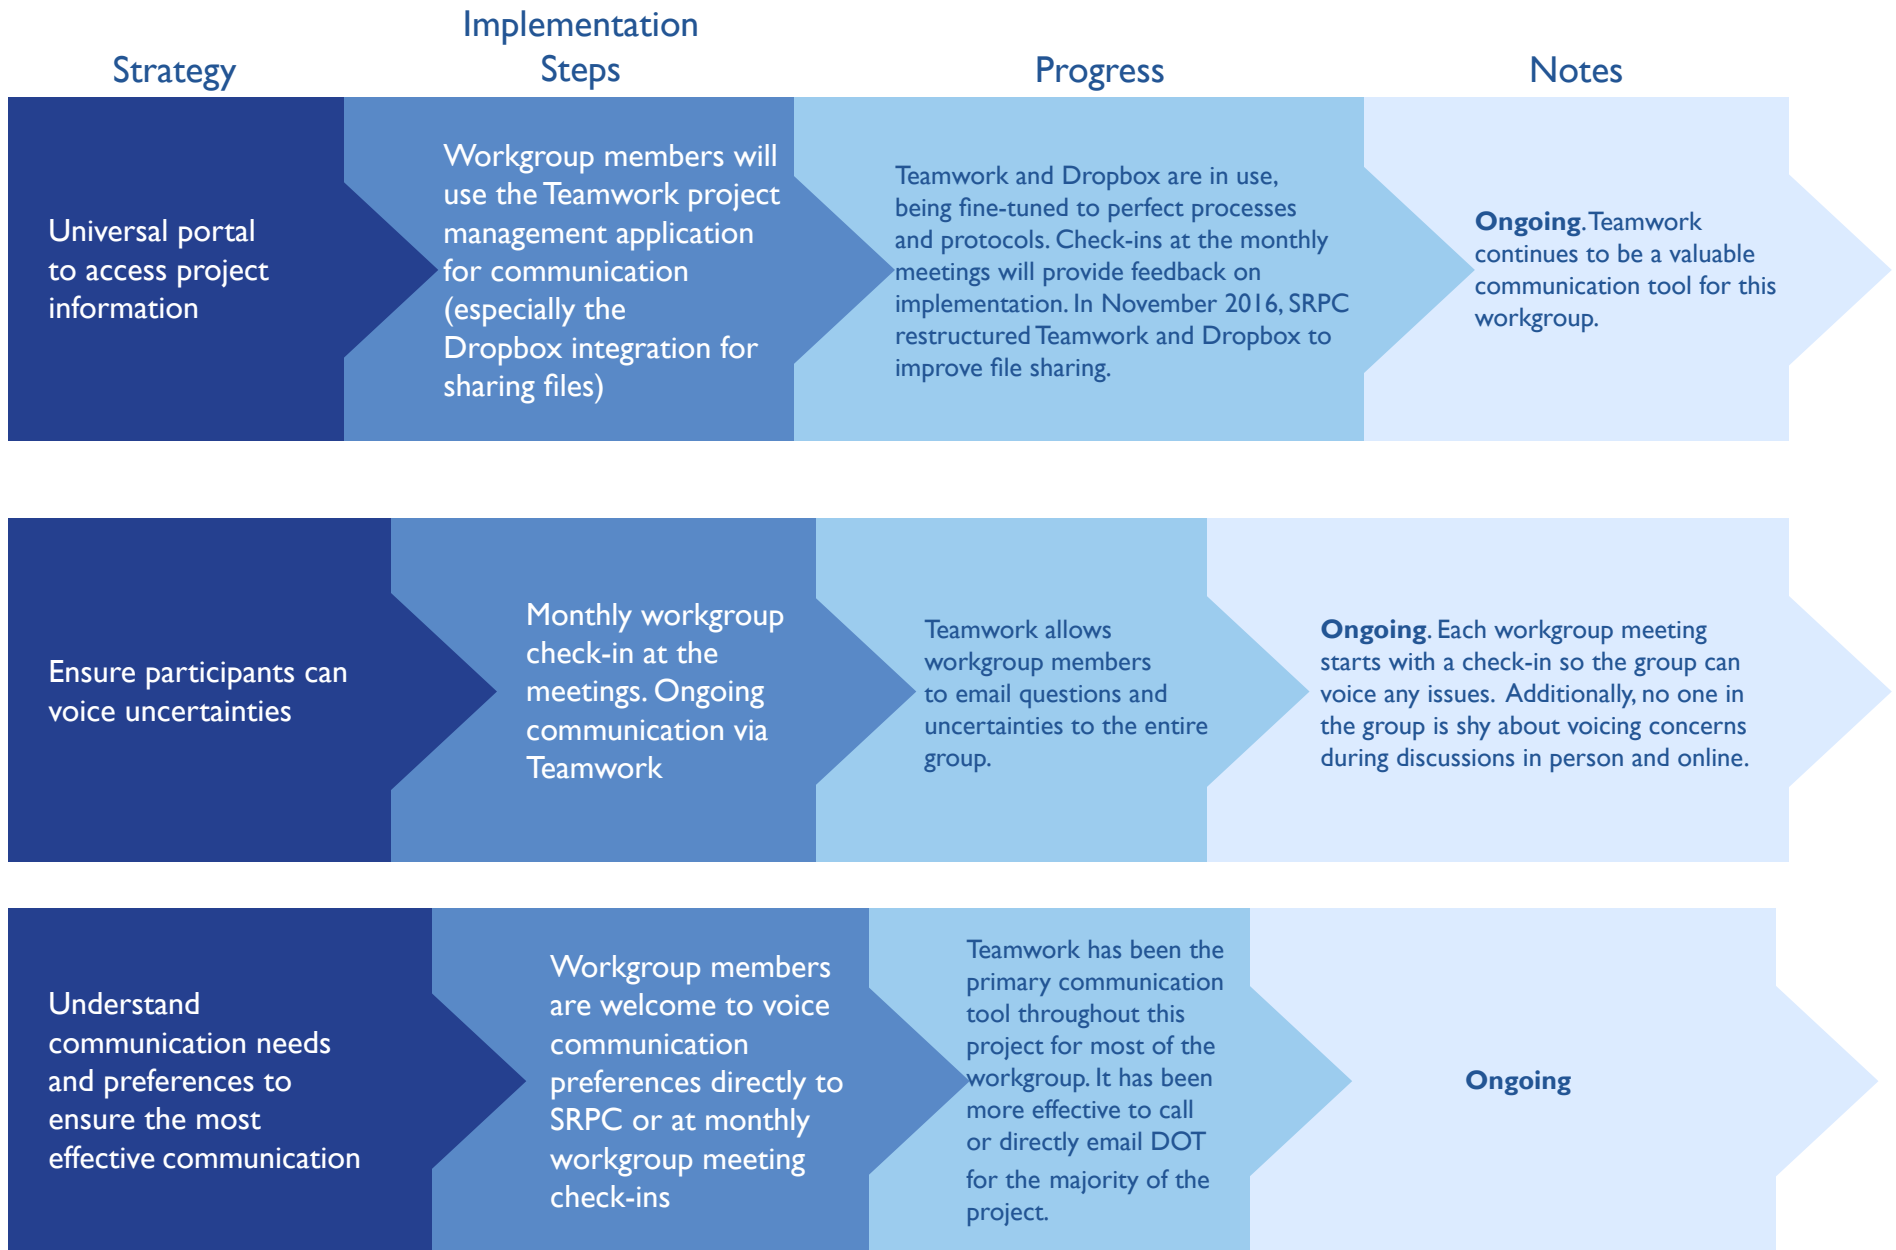 Strategy
Implementation
Steps
Progress
Notes
Universal portal
to access project
information
Workgroup members will
use the Teamwork project
management application
for communication
(especially the
Dropbox integration for
sharing files)
Teamwork and Dropbox are in use,
being fine-tuned to perfect processes
and protocols. Check-ins at the monthly
meetings will provide feedback on
implementation. In November 2016, SRPC
restructured Teamwork and Dropbox to
improve file sharing.
Ongoing. Teamwork
continues to be a valuable
communication tool for this
workgroup.
Ensure participants can
voice uncertainties
Monthly workgroup
check-in at the
meetings. Ongoing
communication via
Teamwork
Teamwork allows
workgroup members
to email questions and
uncertainties to the entire
group.
Ongoing. Each workgroup meeting
starts with a check-in so the group can
voice any issues. Additionally, no one in
the group is shy about voicing concerns
during discussions in person and online.
Understand
communication needs
and preferences to
ensure the most
effective communication
Workgroup members
are welcome to voice
communication
preferences directly to
SRPC or at monthly
workgroup meeting
check-ins
Teamwork has been the
primary communication
tool throughout this
project for most of the
workgroup. It has been
more effective to call
or directly email DOT
for the majority of the
project.
Ongoing